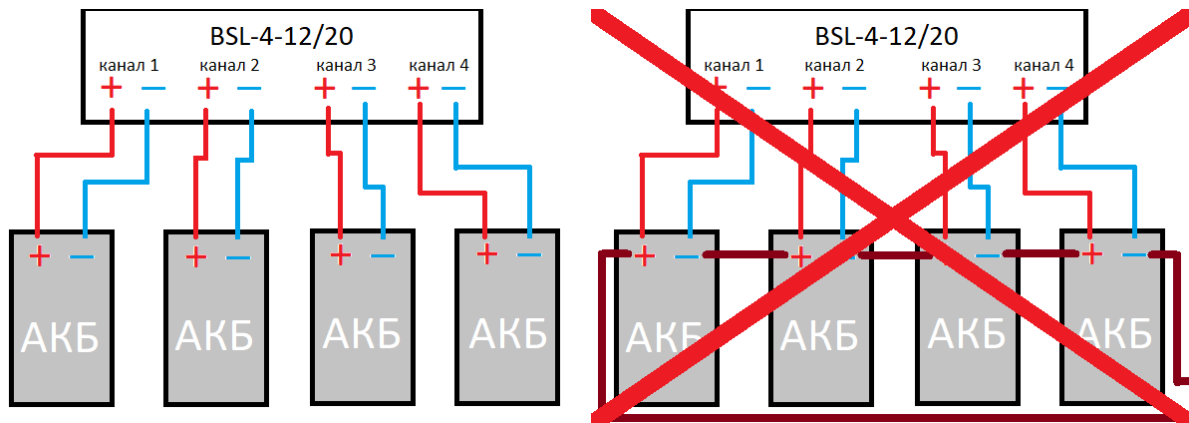 BSL-4-12/20
канал 1 канал 2 канал 3 канал 4
+ — + — + — + —
+ — + — + — + —
АКБ АКБ АКБ АКБ
BSL-4-12/20
канал 1 канал 2 канал 3 канал 4
+ — + — + — + —
+ — + — — + —
АКБ АКБ АКБ АКБ